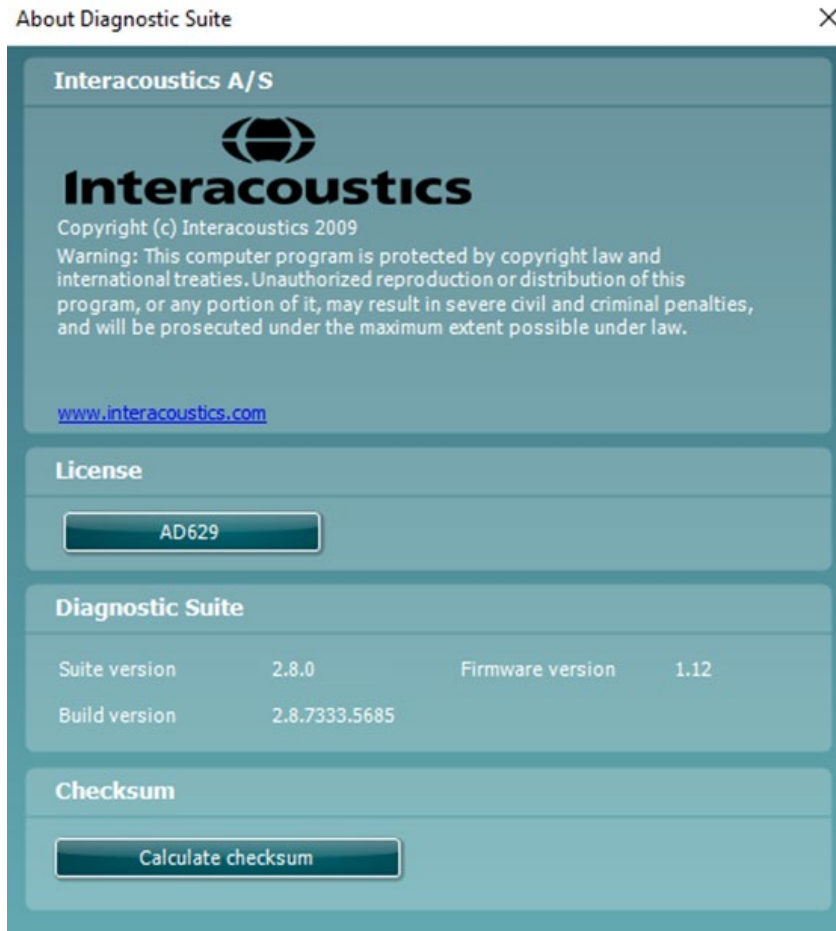 About Diagnostic Suite
Interacoustics A/S
Interacoustics
Copyright (c) Interacoustics 2009
Warning: This computer program is protected by copyright law and
international treaties. Unauthorized reproduction or distribution of this
program, or any portion of it, may result in severe civil and criminal penalties,
and will be prosecuted under the maximum extent possible under law.
www.interacoustics.com
License
AD629
Diagnostic Suite
Suite version 2.8.0 Firmware version 1.12
Build version 2.8.7333.5685
Checksum
Calculate checksum